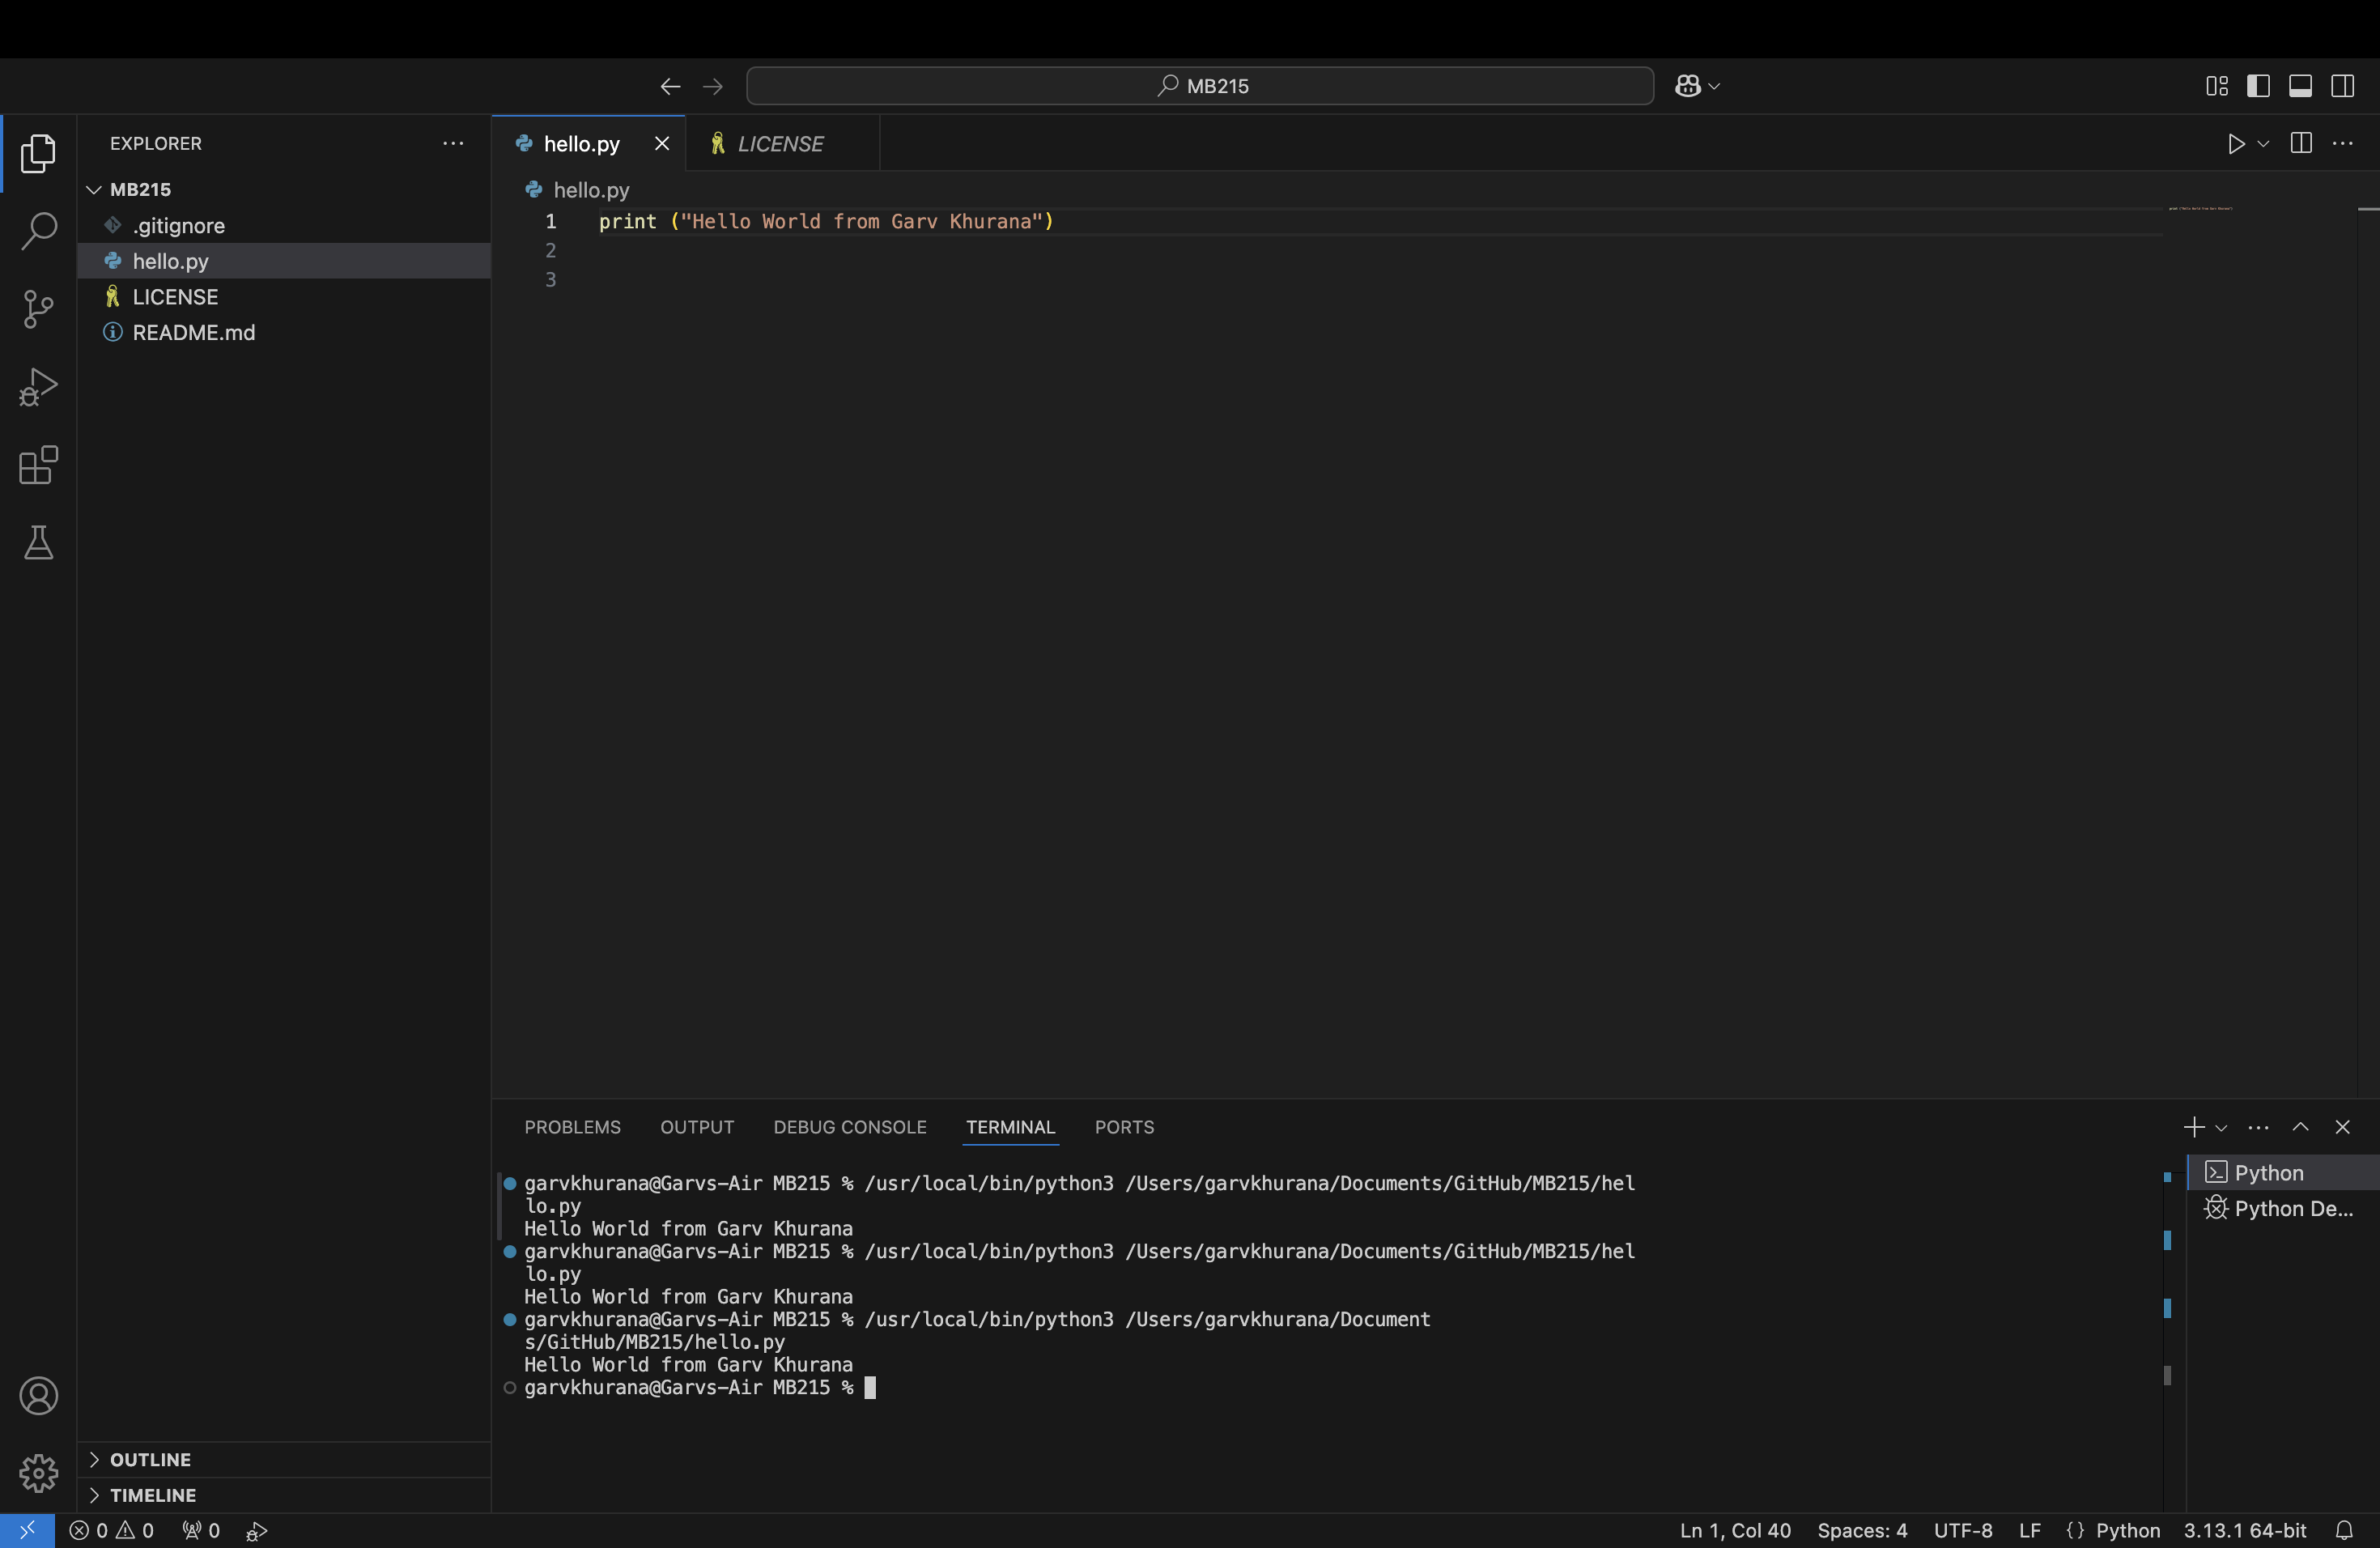 MB215
EXPLORER
hello.py
LICENSE
MB215
.gitignore
hello.py
LICENSE
README.md
hello.py
1 print ("Hello World from Garv Khurana")
2
3
PROBLEMS OUTPUT DEBUG CONSOLE TERMINAL PORTS
garvkhurana@Garvs-Air MB215 % /usr/local/bin/python3 /Users/garvkhurana/Documents/GitHub/MB215/hel
lo.py
Hello World from Garv Khurana
garvkhurana@Garvs-Air MB215 % /usr/local/bin/python3 /Users/garvkhurana/Documents/GitHub/MB215/hel
lo.py
Hello World from Garv Khurana
garvkhurana@Garvs-Air MB215 % /usr/local/bin/python3 /Users/garvkhurana/Document
s/GitHub/MB215/hello.py
Hello World from Garv Khurana
garvkhurana@Garvs-Air MB215 %
Python
Python De...
OUTLINE
TIMELINE
0 0 0
Ln 1, Col 40 Spaces: 4 UTF-8 LF {} Python 3.13.1 64-bit